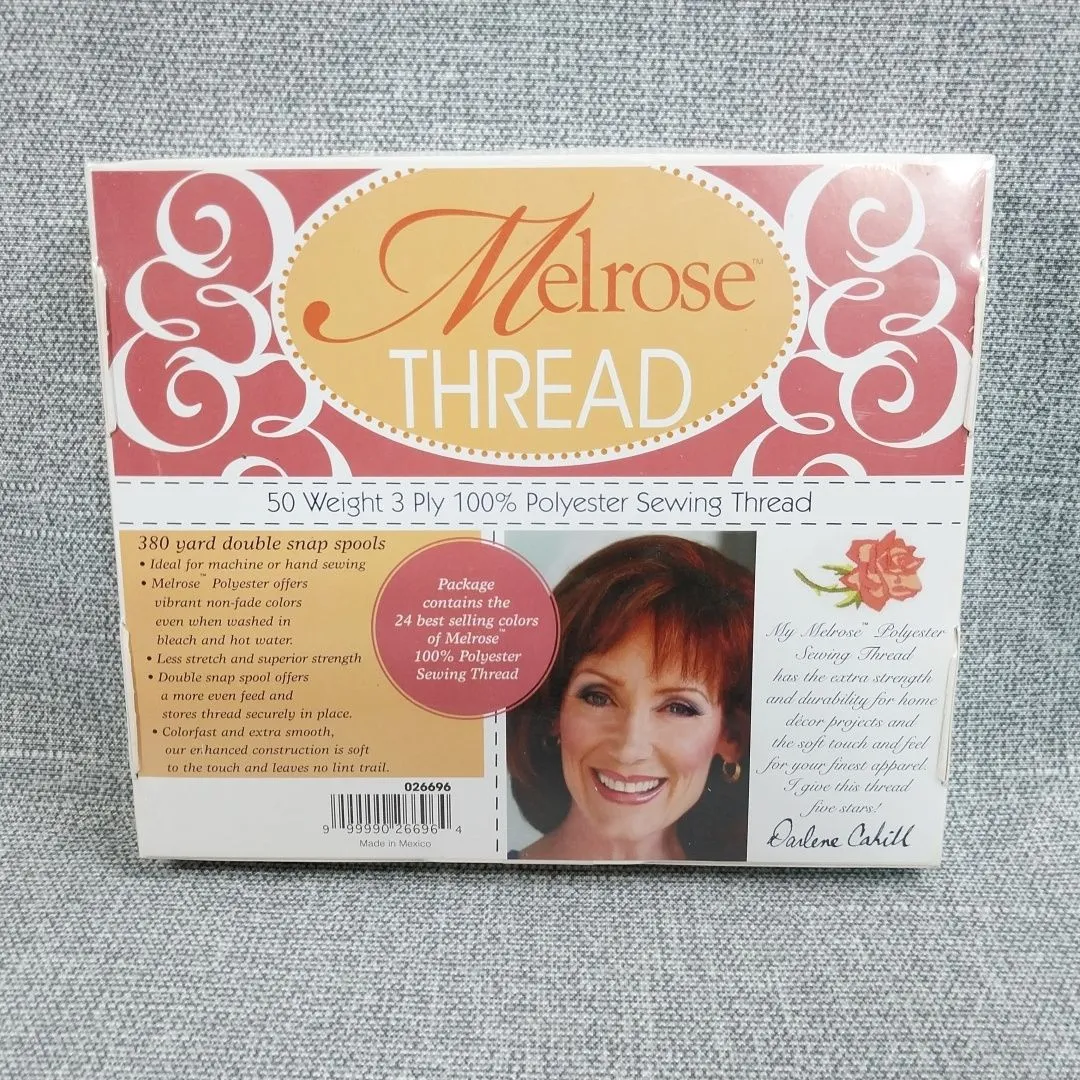 Melrose™
THREAD
50 Weight 3 Ply 100% Polyester Sewing Thread
380 yard double snap spools
• Ideal for machine or hand sewing
• Melrose™ Polyester offers
vibrant non-fade colors
even when washed in
bleach and hot water.
• Less stretch and superior strength
• Double snap spool offers
a more even feed and
stores thread securely in place.
• Colorfast and extra smooth,
our enhanced construction is soft
to the touch and leaves no lint trail.
Package
contains the
24 best selling colors
of Melrose™
100% Polyester
Sewing Thread
026696
9 99990 26696 4
Made in Mexico
My Melrose™ Polyester
Sewing Thread
has the extra strength
and durability for home
décor projects and
the soft touch and feel
for your finest apparel.
I give this thread
five stars!
Darlene Cahill